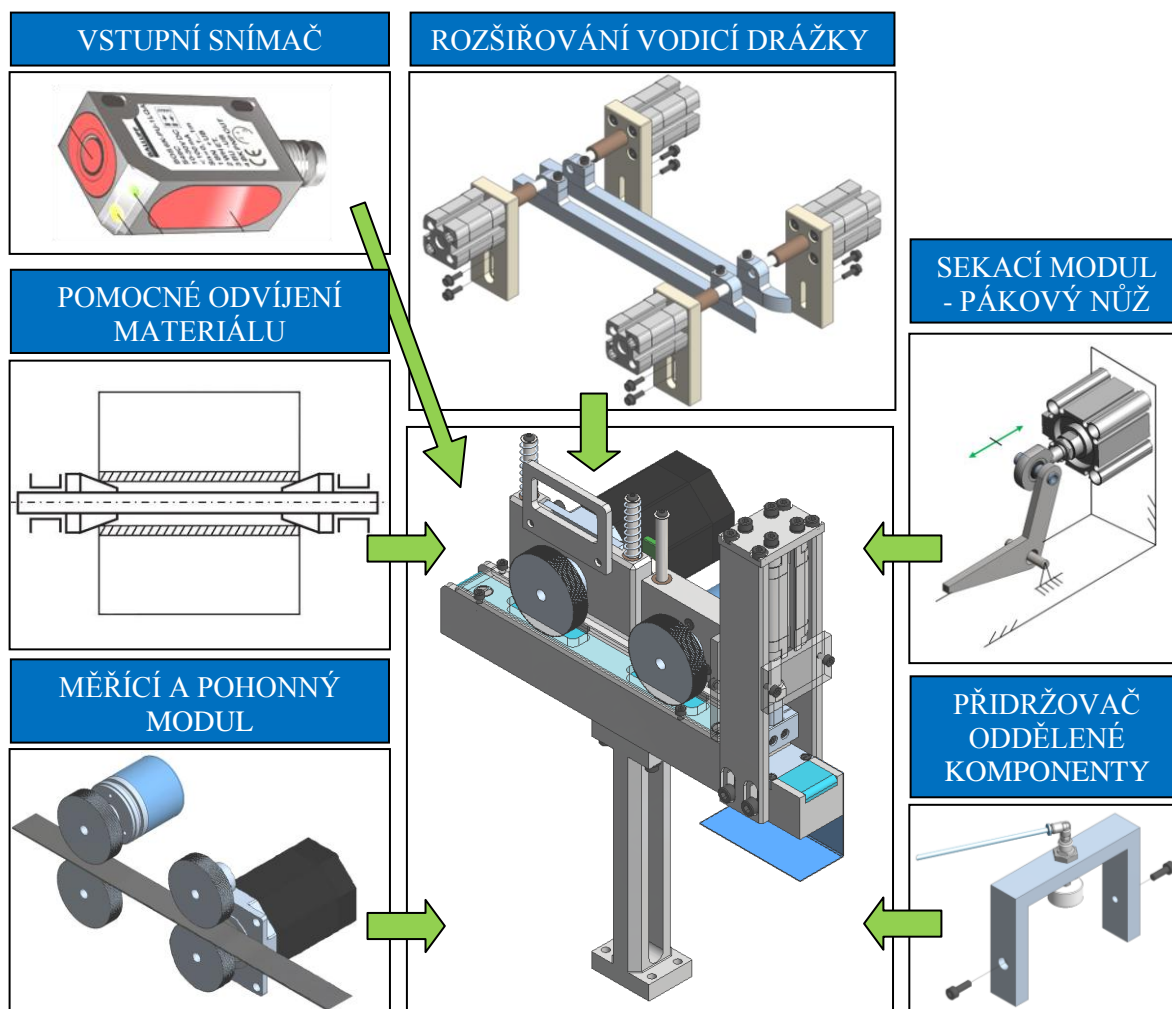 VSTUPNÍ SNÍMAČ
ROZŠIŘOVÁNÍ VODICÍ DRÁŽKY
POMOCNÉ ODVÍJENÍ
MATERIÁLU
SEKACÍ MODUL
- PÁKOVÝ NŮŽ
MĚŘÍCÍ A POHONNÝ
MODUL
PŘIDRŽOVAČ
ODDĚLENÉ
KOMPONENTY